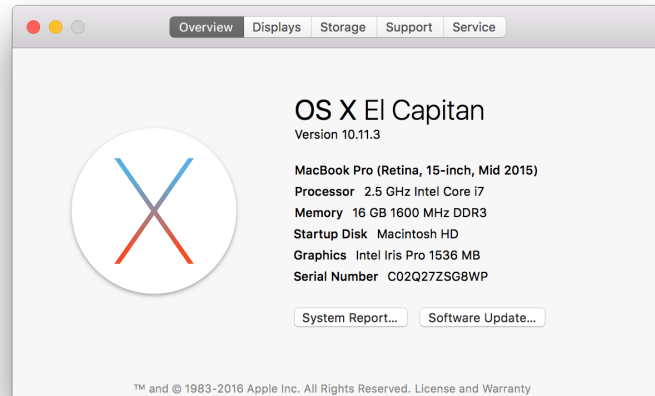 Overview Displays Storage Support Service
OS X El Capitan
Version 10.11.3
MacBook Pro (Retina, 15-inch, Mid 2015)
Processor 2.5 GHz Intel Core i7
Memory 16 GB 1600 MHz DDR3
Startup Disk Macintosh HD
Graphics Intel Iris Pro 1536 MB
Serial Number C02Q27ZSG8WP
System Report... Software Update...
™ and © 1983-2016 Apple Inc. All Rights Reserved. License and Warranty